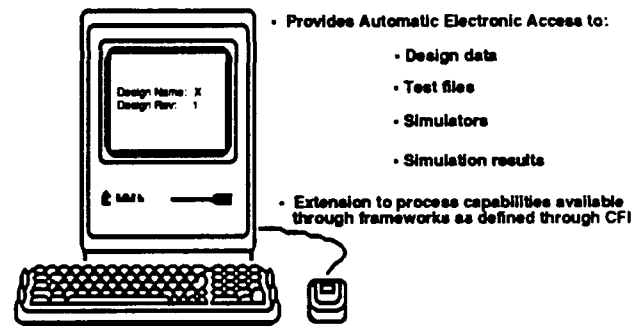 • Provides Automatic Electronic Access to:
• Design data
• Test files
• Simulators
• Simulation results
• Extension to process capabilities available
through frameworks as defined through CFI
Design Name: X
Design Rev: 1